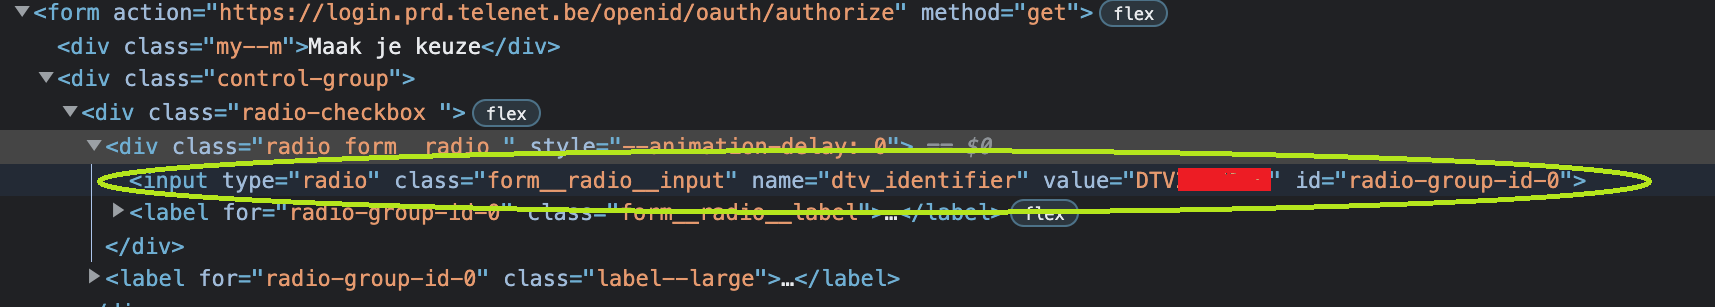 <form action="https://login.prd.telenet.be/openid/oauth/authorize" method="get"> flex
<div class="my--m">Maak je keuze</div>
<div class="control-group">
<div class="radio-checkbox "> flex
<div class="radio form__radio " style="--animation-delay: 0"> == $0
<input type="radio" class="form__radio__input" name="dtv_identifier" value="DTV " id="radio-group-id-0">
<label for="radio-group-id-0" class="form__radio__label">…</label> flex
</div>
<label for="radio-group-id-0" class="label--large">…</label>